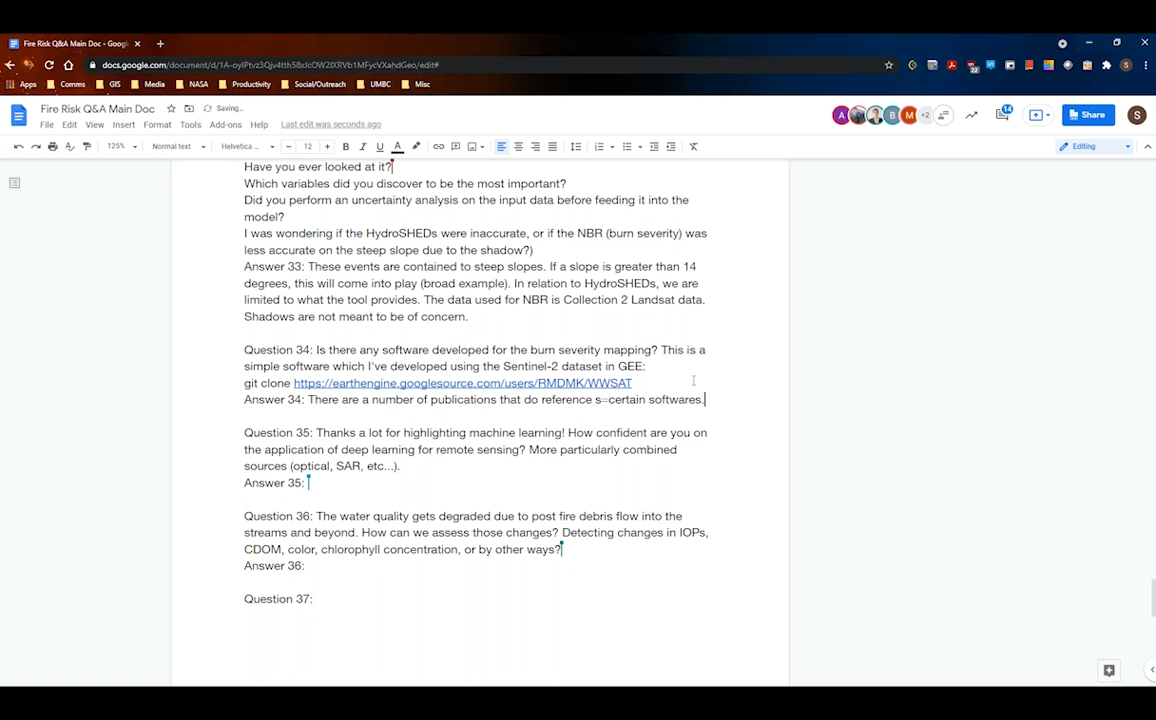 Fire Risk Q&A Main Doc - Google
docs.google.com/document/d/1A-oyIPtvz3Qjv4tth58xJcOW2lXRVb1MFycVXahdGeo/edit#
Apps Comms GIS Media NASA Productivity Social/Outreach UMBC Misc
22
Fire Risk Q&A Main Doc Saving...
File Edit View Insert Format Tools Add-ons Help Last edit was seconds ago
A B M +2 14 Share S
125% Normal text Helvetica ... 12 B I U A Editing
Have you ever looked at it?
Which variables did you discover to be the most important?
Did you perform an uncertainty analysis on the input data before feeding it into the
model?
I was wondering if the HydroSHEDs were inaccurate, or if the NBR (burn severity) was
less accurate on the steep slope due to the shadow?)
Answer 33: These events are contained to steep slopes. If a slope is greater than 14
degrees, this will come into play (broad example). In relation to HydroSHEDs, we are
limited to what the tool provides. The data used for NBR is Collection 2 Landsat data.
Shadows are not meant to be of concern.
Question 34: Is there any software developed for the burn severity mapping? This is a
simple software which I've developed using the Sentinel-2 dataset in GEE:
git clone https://earthengine.googlesource.com/users/RMDMK/WWSAT
Answer 34: There are a number of publications that do reference s=certain softwares.
Question 35: Thanks a lot for highlighting machine learning! How confident are you on
the application of deep learning for remote sensing? More particularly combined
sources (optical, SAR, etc...).
Answer 35:
Question 36: The water quality gets degraded due to post fire debris flow into the
streams and beyond. How can we assess those changes? Detecting changes in IOPs,
CDOM, color, chlorophyll concentration, or by other ways?
Answer 36:
Question 37: